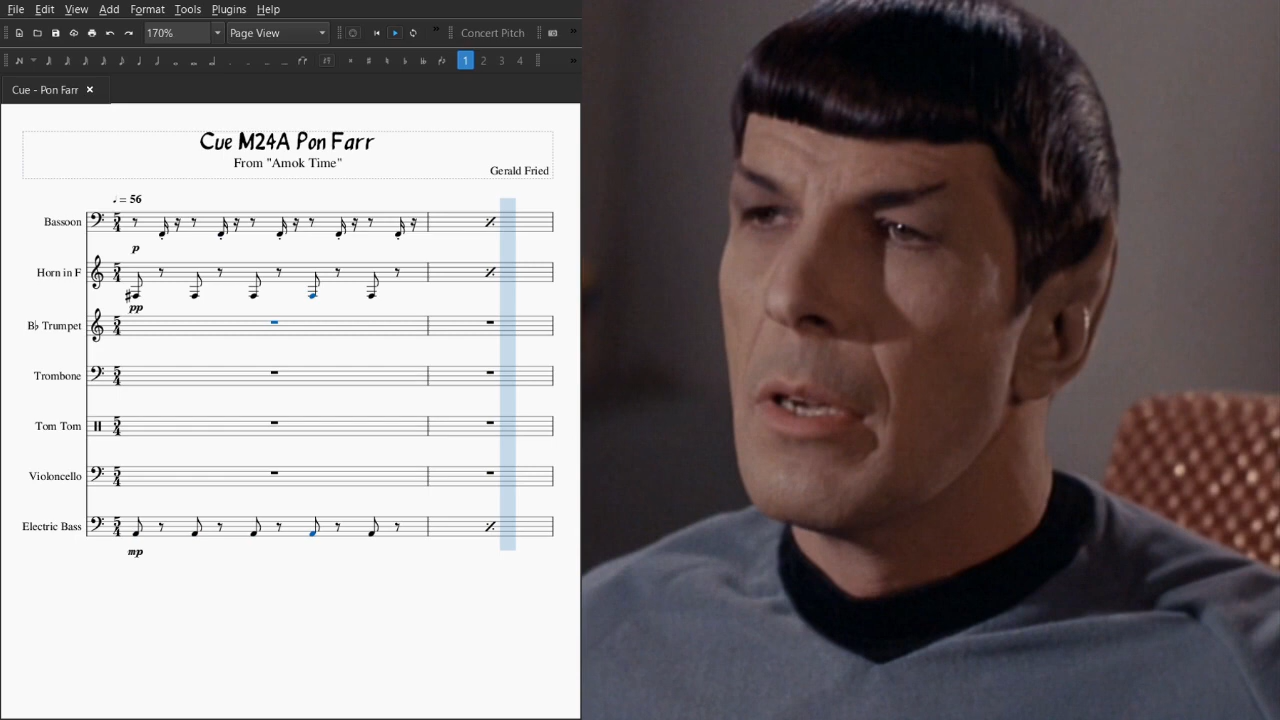 File Edit View Add Format Tools Plugins Help
170% Page View » Concert Pitch »
1 2 3 4 »
Cue - Pon Farr ×
Cue M24A Pon Farr
From "Amok Time"
Gerald Fried
♩ = 56
Bassoon
p
Horn in F
pp
B♭ Trumpet
Trombone
Tom Tom
Violoncello
Electric Bass
mp